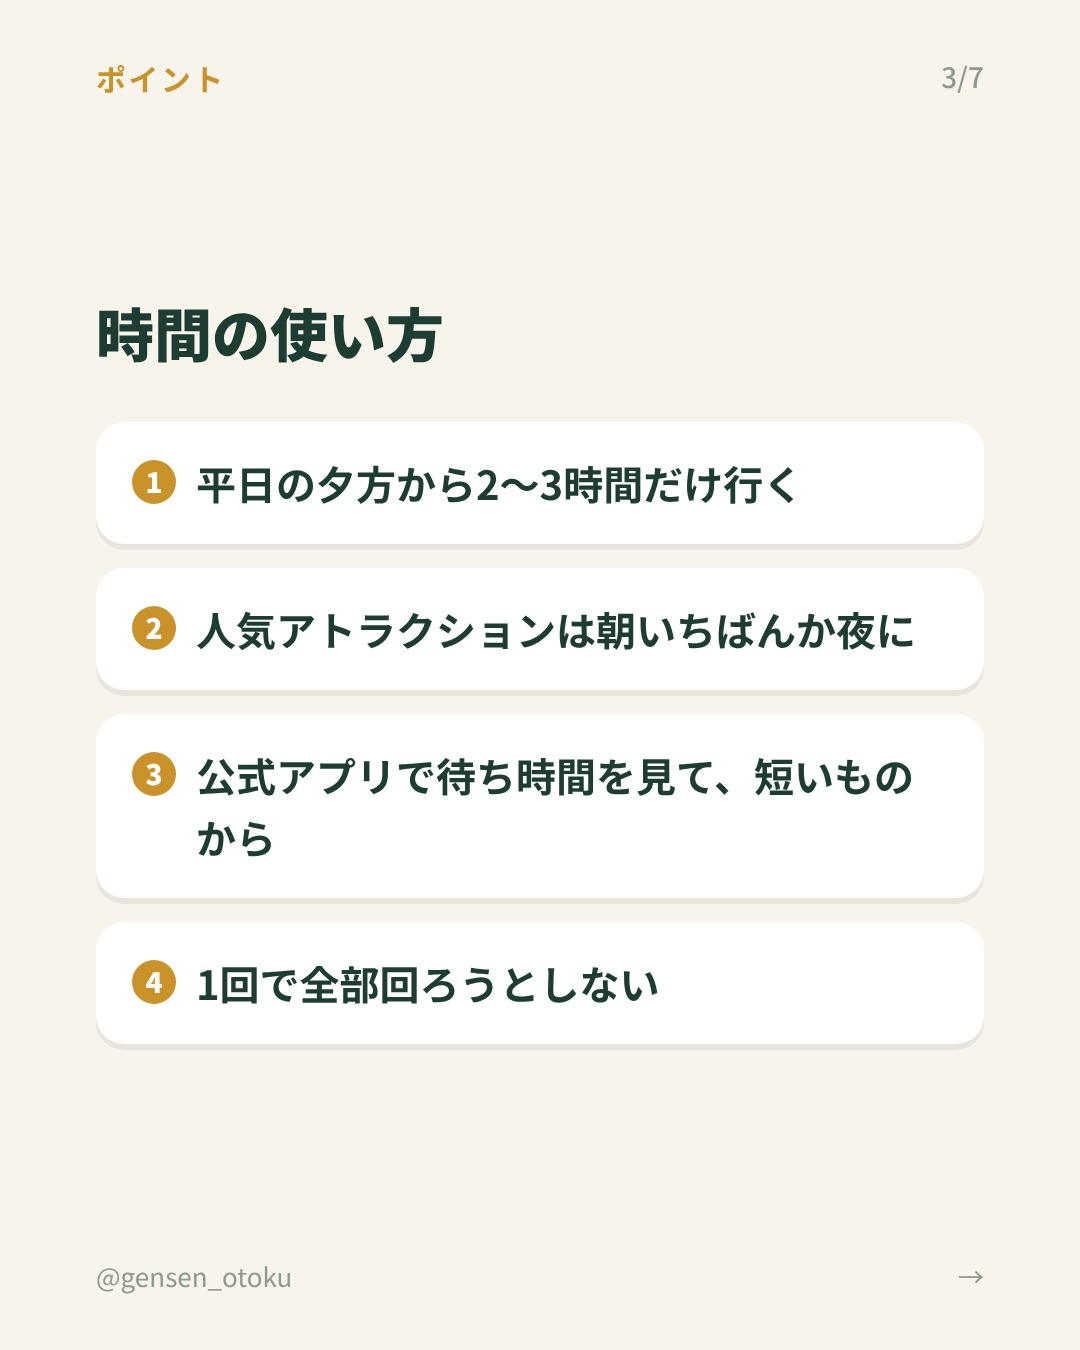 ポイント
3/7
時間の使い方
1 平日の夕方から2〜3時間だけ行く
2 人気アトラクションは朝いちばんか夜に
3 公式アプリで待ち時間を見て、短いもの
から
4 1回で全部回ろうとしない
@gensen_otoku
→